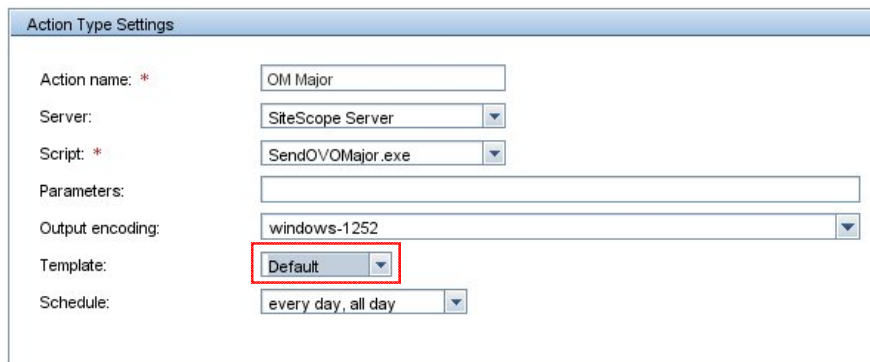 Action Type Settings
Action name: * OM Major
Server: SiteScope Server
Script: * SendOVOMajor.exe
Parameters:
Output encoding: windows-1252
Template: Default
Schedule: every day, all day